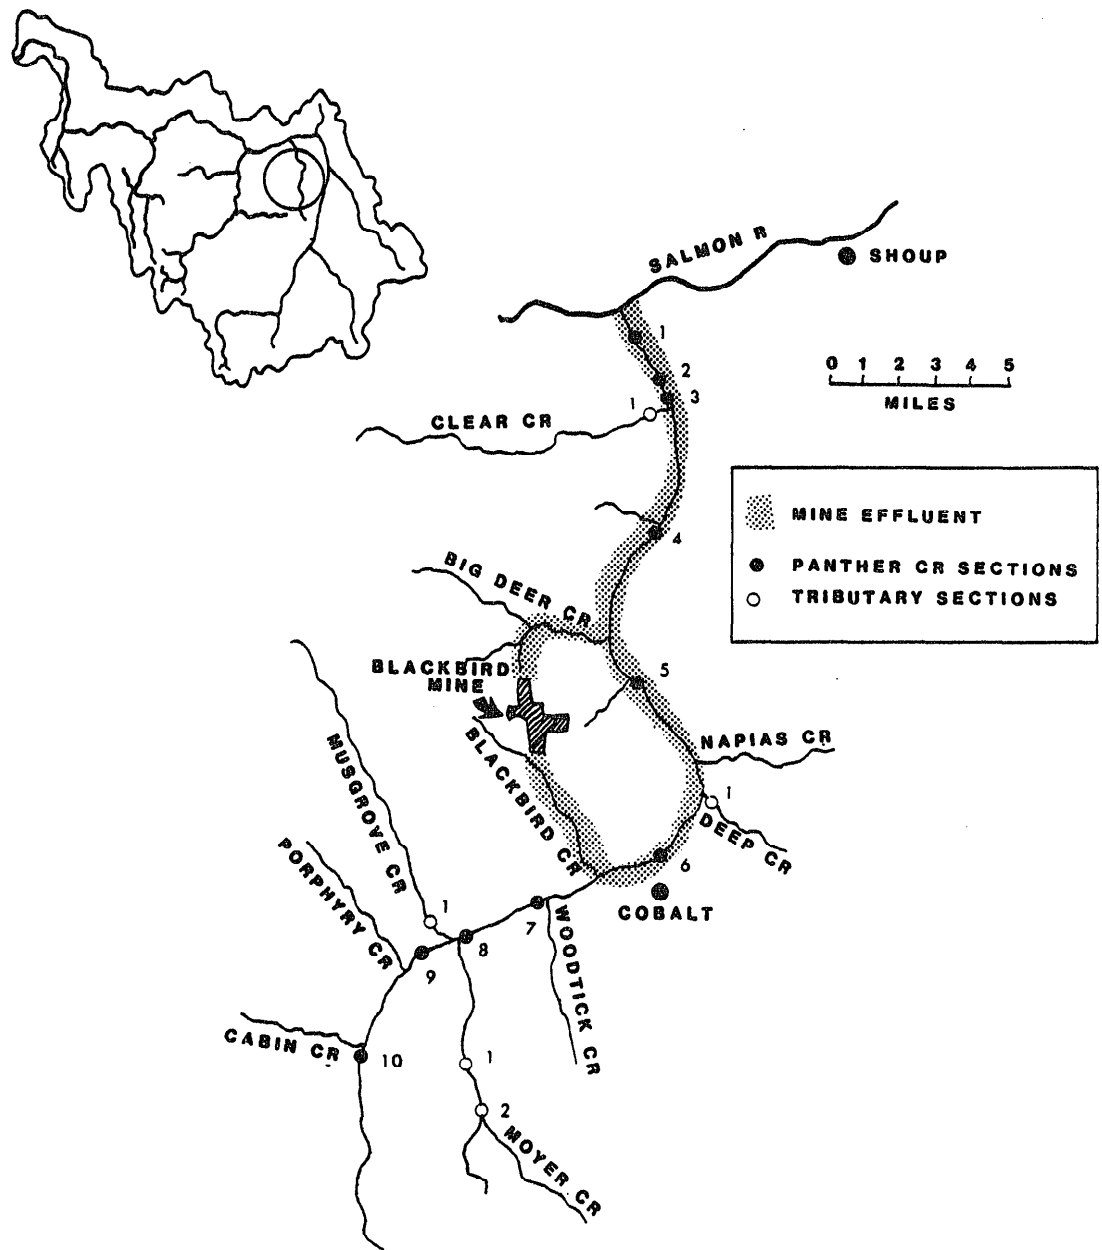 SALMON R
SHOUP
1
2
3
0 1 2 3 4 5
MILES
1
CLEAR CR
MINE EFFLUENT
PANTHER CR SECTIONS
TRIBUTARY SECTIONS
4
BIG DEER CR
BLACKBIRD
MINE
5
NAPIAS CR
BLACKBIRD CR
MUSGROVE CR
1
DEEP CR
PORPHYRY CR
6
COBALT
1
7
8
9
WOODTICK CR
CABIN CR
10
1
2
MOYER CR